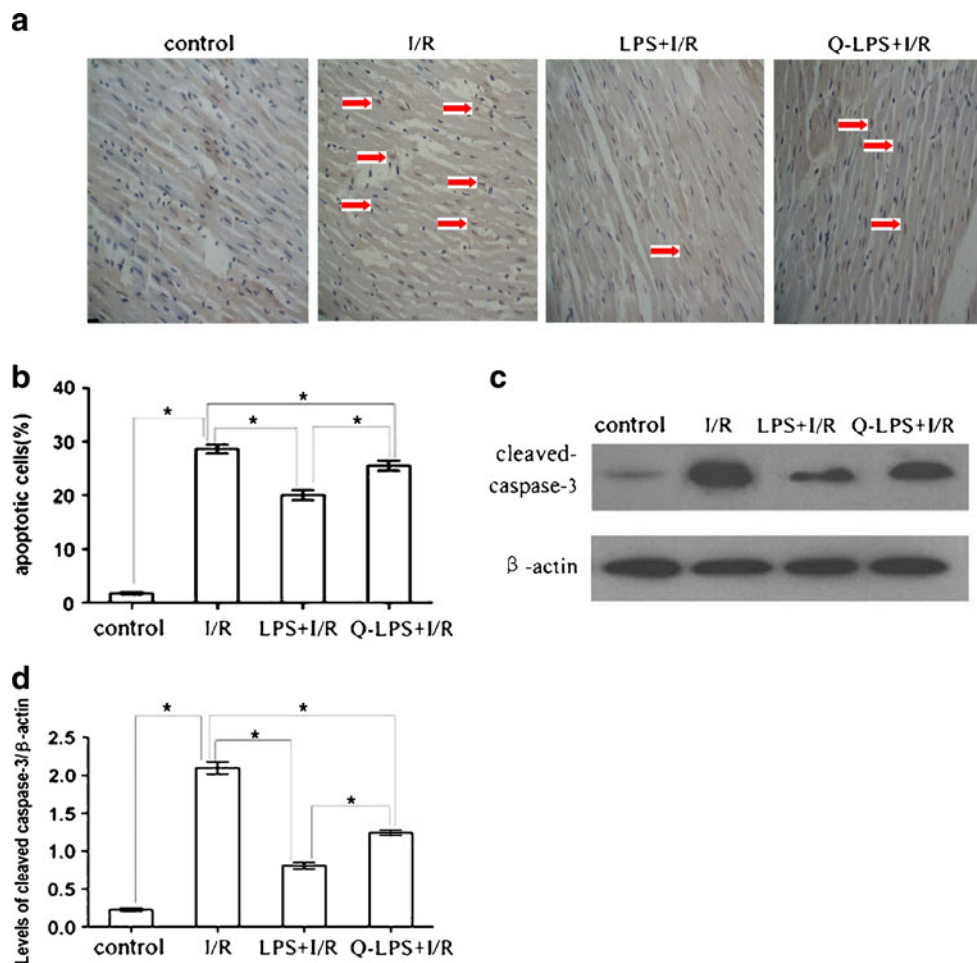 a
control I/R LPS+I/R Q-LPS+I/R
b
40
30
20
10
0
apoptotic cells(%)
* * * *
control I/R LPS+I/R Q-LPS+I/R
c
control I/R LPS+I/R Q-LPS+I/R
cleaved-
caspase-3
β-actin
d
2.5
2.0
1.5
1.0
0.5
0.0
Levels of cleaved caspase-3/β-actin
* * * *
control I/R LPS+I/R Q-LPS+I/R